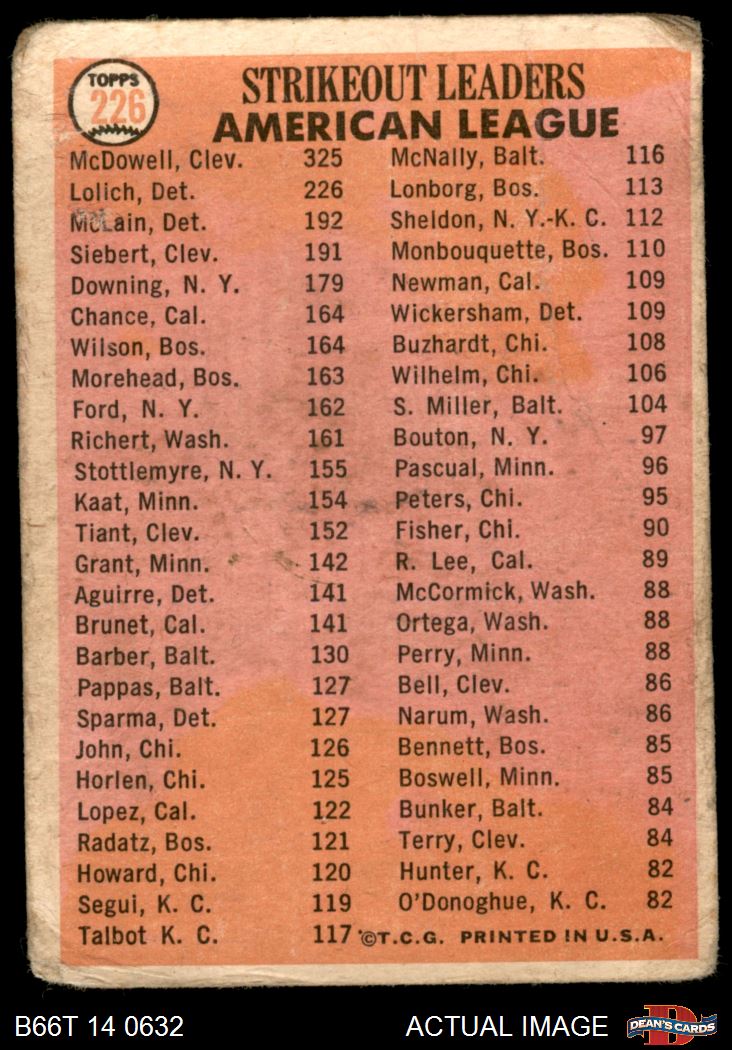 TOPPS
226
STRIKEOUT LEADERS
AMERICAN LEAGUE
McDowell, Clev. 325
Lolich, Det. 226
McLain, Det. 192
Siebert, Clev. 191
Downing, N. Y. 179
Chance, Cal. 164
Wilson, Bos. 164
Morehead, Bos. 163
Ford, N. Y. 162
Richert, Wash. 161
Stottlemyre, N. Y. 155
Kaat, Minn. 154
Tiant, Clev. 152
Grant, Minn. 142
Aguirre, Det. 141
Brunet, Cal. 141
Barber, Balt. 130
Pappas, Balt. 127
Sparma, Det. 127
John, Chi. 126
Horlen, Chi. 125
Lopez, Cal. 122
Radatz, Bos. 121
Howard, Chi. 120
Segui, K. C. 119
Talbot K. C. 117
McNally, Balt. 116
Lonborg, Bos. 113
Sheldon, N. Y.-K. C. 112
Monbouquette, Bos. 110
Newman, Cal. 109
Wickersham, Det. 109
Buzhardt, Chi. 108
Wilhelm, Chi. 106
S. Miller, Balt. 104
Bouton, N. Y. 97
Pascual, Minn. 96
Peters, Chi. 95
Fisher, Chi. 90
R. Lee, Cal. 89
McCormick, Wash. 88
Ortega, Wash. 88
Perry, Minn. 88
Bell, Clev. 86
Narum, Wash. 86
Bennett, Bos. 85
Boswell, Minn. 85
Bunker, Balt. 84
Terry, Clev. 84
Hunter, K. C. 82
O'Donoghue, K. C. 82
©T.C.G. PRINTED IN U.S.A.
B66T 14 0632
ACTUAL IMAGE
D
DEAN'S CARDS